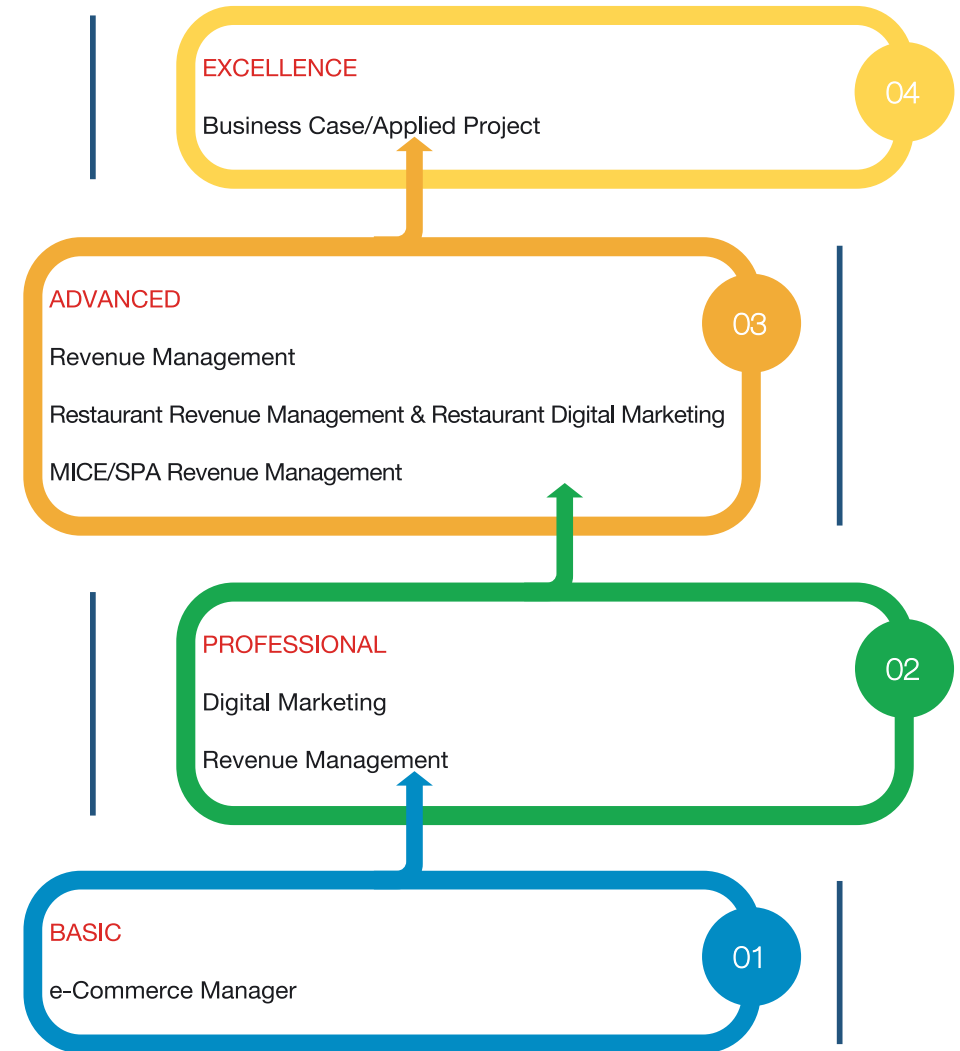 EXCELLENCE
Business Case/Applied Project
04
ADVANCED
Revenue Management
Restaurant Revenue Management & Restaurant Digital Marketing
MICE/SPA Revenue Management
03
PROFESSIONAL
Digital Marketing
Revenue Management
02
BASIC
e-Commerce Manager
01